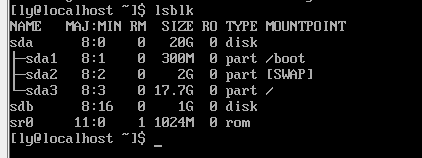 [ly@localhost ~]$ lsblk
NAME   MAJ:MIN RM  SIZE RO TYPE MOUNTPOINT
sda      8:0    0   20G  0 disk
├─sda1   8:1    0  300M  0 part /boot
├─sda2   8:2    0    2G  0 part [SWAP]
└─sda3   8:3    0 17.7G  0 part /
sdb      8:16   0    1G  0 disk
sr0     11:0    1 1024M  0 rom
[ly@localhost ~]$ _